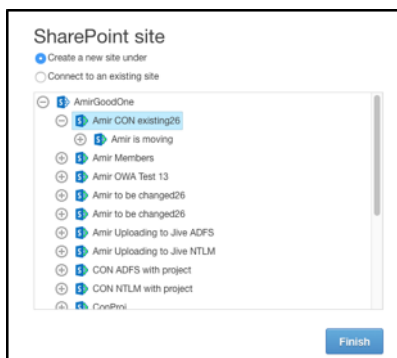 SharePoint site
Create a new site under
Connect to an existing site
AmirGoodOne
Amir CON existing26
Amir is moving
Amir Members
Amir OWA Test 13
Amir to be changed26
Amir to be changed26
Amir Uploading to Jive ADFS
Amir Uploading to Jive NTLM
CON ADFS with project
CON NTLM with project
ConProj
Finish